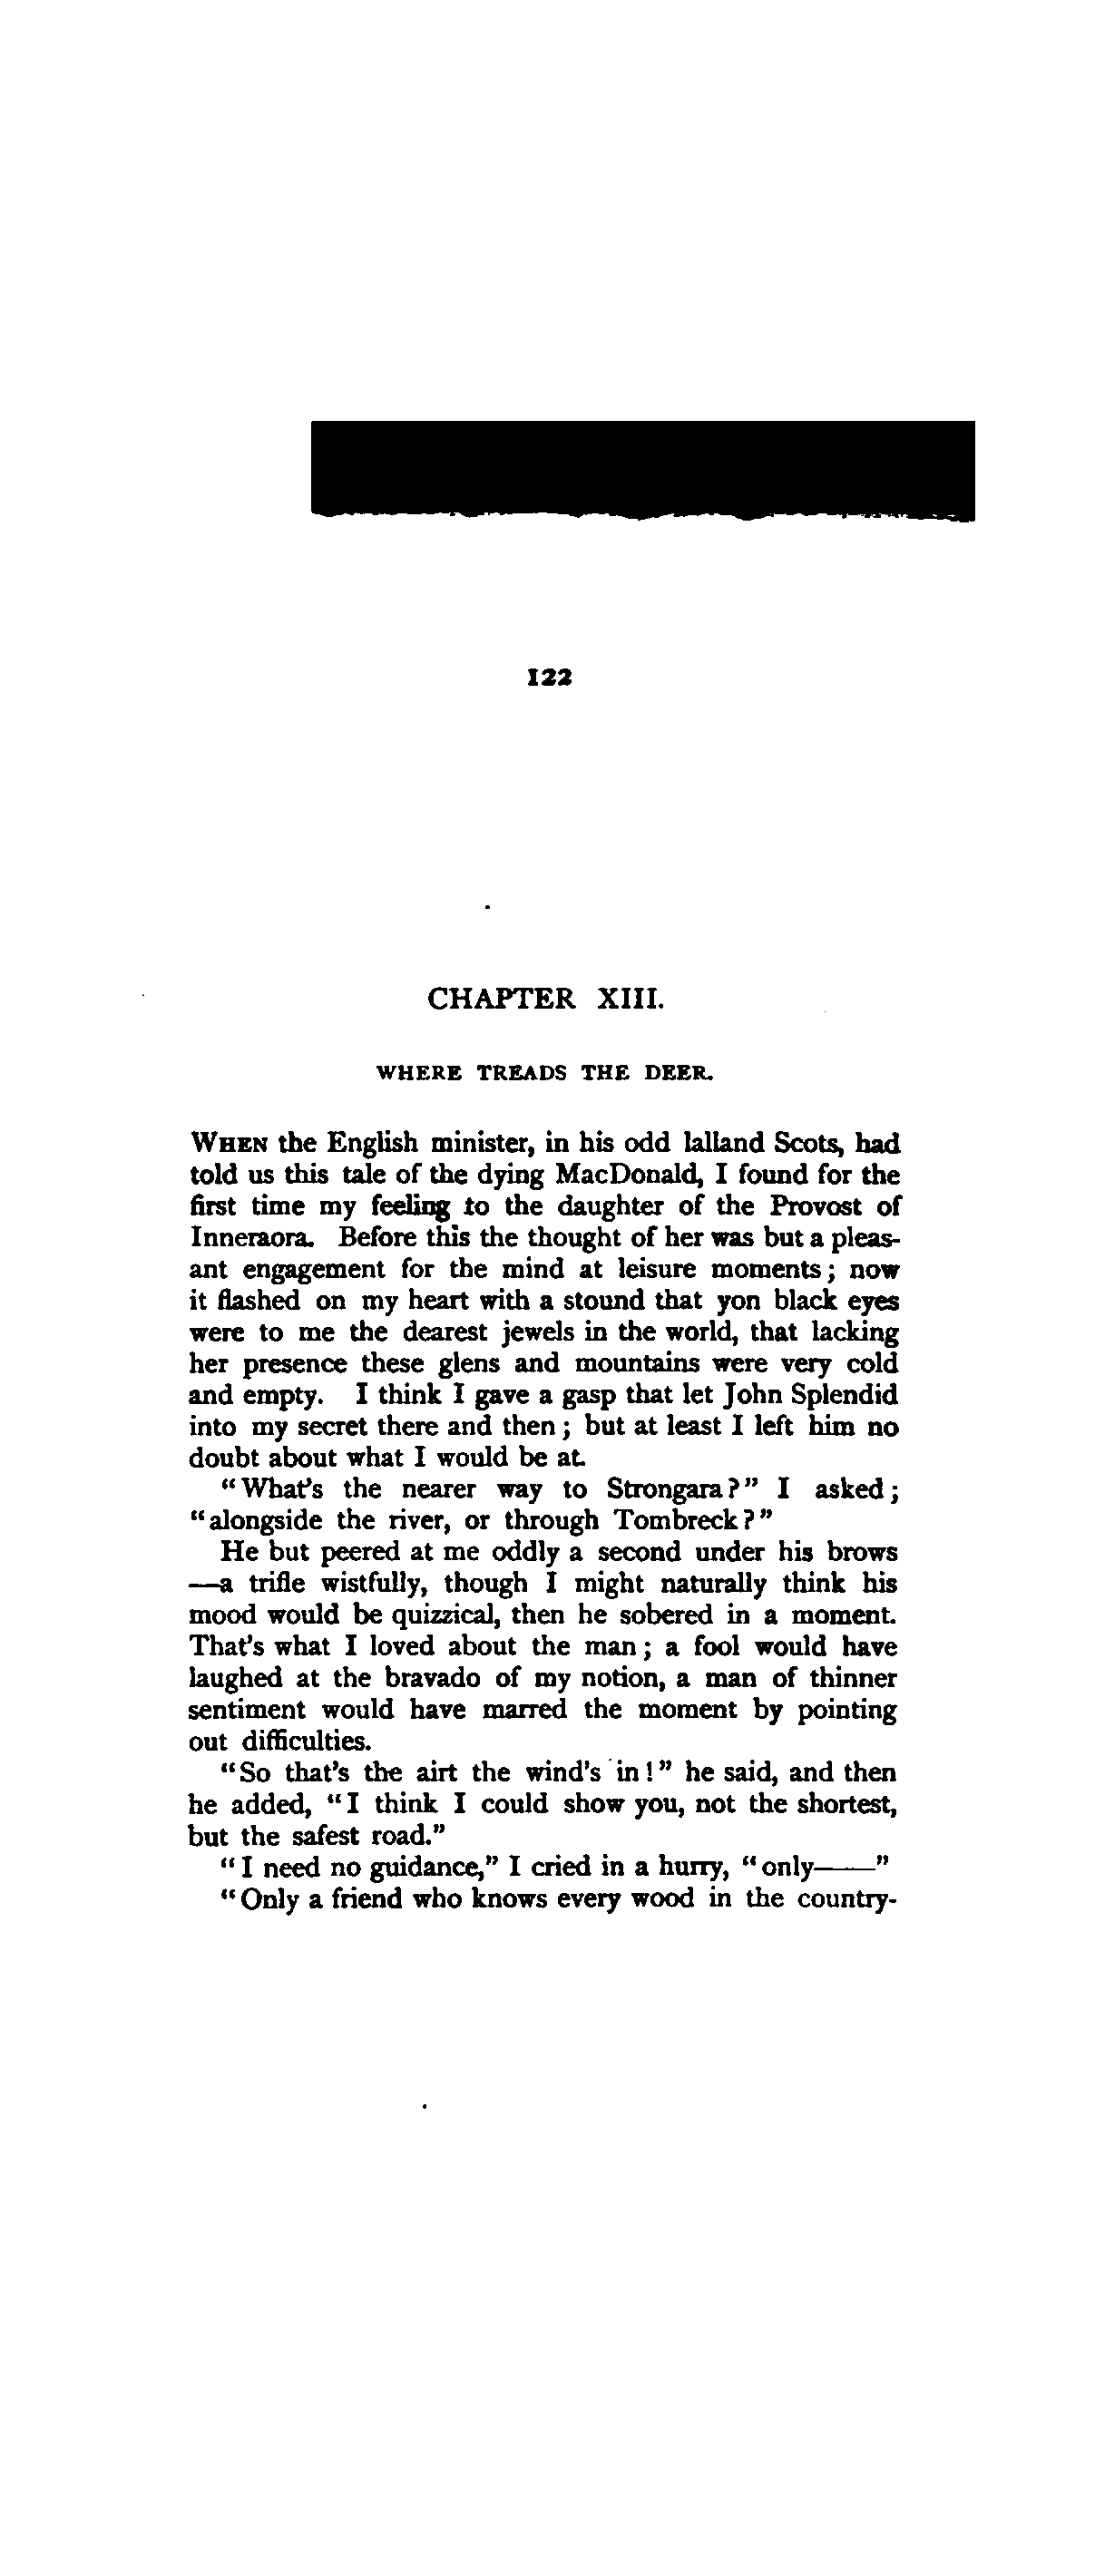 122
CHAPTER XIII.
WHERE TREADS THE DEER.
WHEN the English minister, in his odd lalland Scots, had
told us this tale of the dying MacDonald, I found for the
first time my feeling to the daughter of the Provost of
Inneraora. Before this the thought of her was but a pleas-
ant engagement for the mind at leisure moments; now
it flashed on my heart with a stound that yon black eyes
were to me the dearest jewels in the world, that lacking
her presence these glens and mountains were very cold
and empty. I think I gave a gasp that let John Splendid
into my secret there and then; but at least I left him no
doubt about what I would be at.
“What's the nearer way to Strongara?” I asked;
“alongside the river, or through Tombreck?”
He but peered at me oddly a second under his brows
—a trifle wistfully, though I might naturally think his
mood would be quizzical, then he sobered in a moment.
That's what I loved about the man; a fool would have
laughed at the bravado of my notion, a man of thinner
sentiment would have marred the moment by pointing
out difficulties.
“So that's the airt the wind's in!” he said, and then
he added, “I think I could show you, not the shortest,
but the safest road.”
“I need no guidance,” I cried in a hurry, “only——”
“Only a friend who knows every wood in the country-